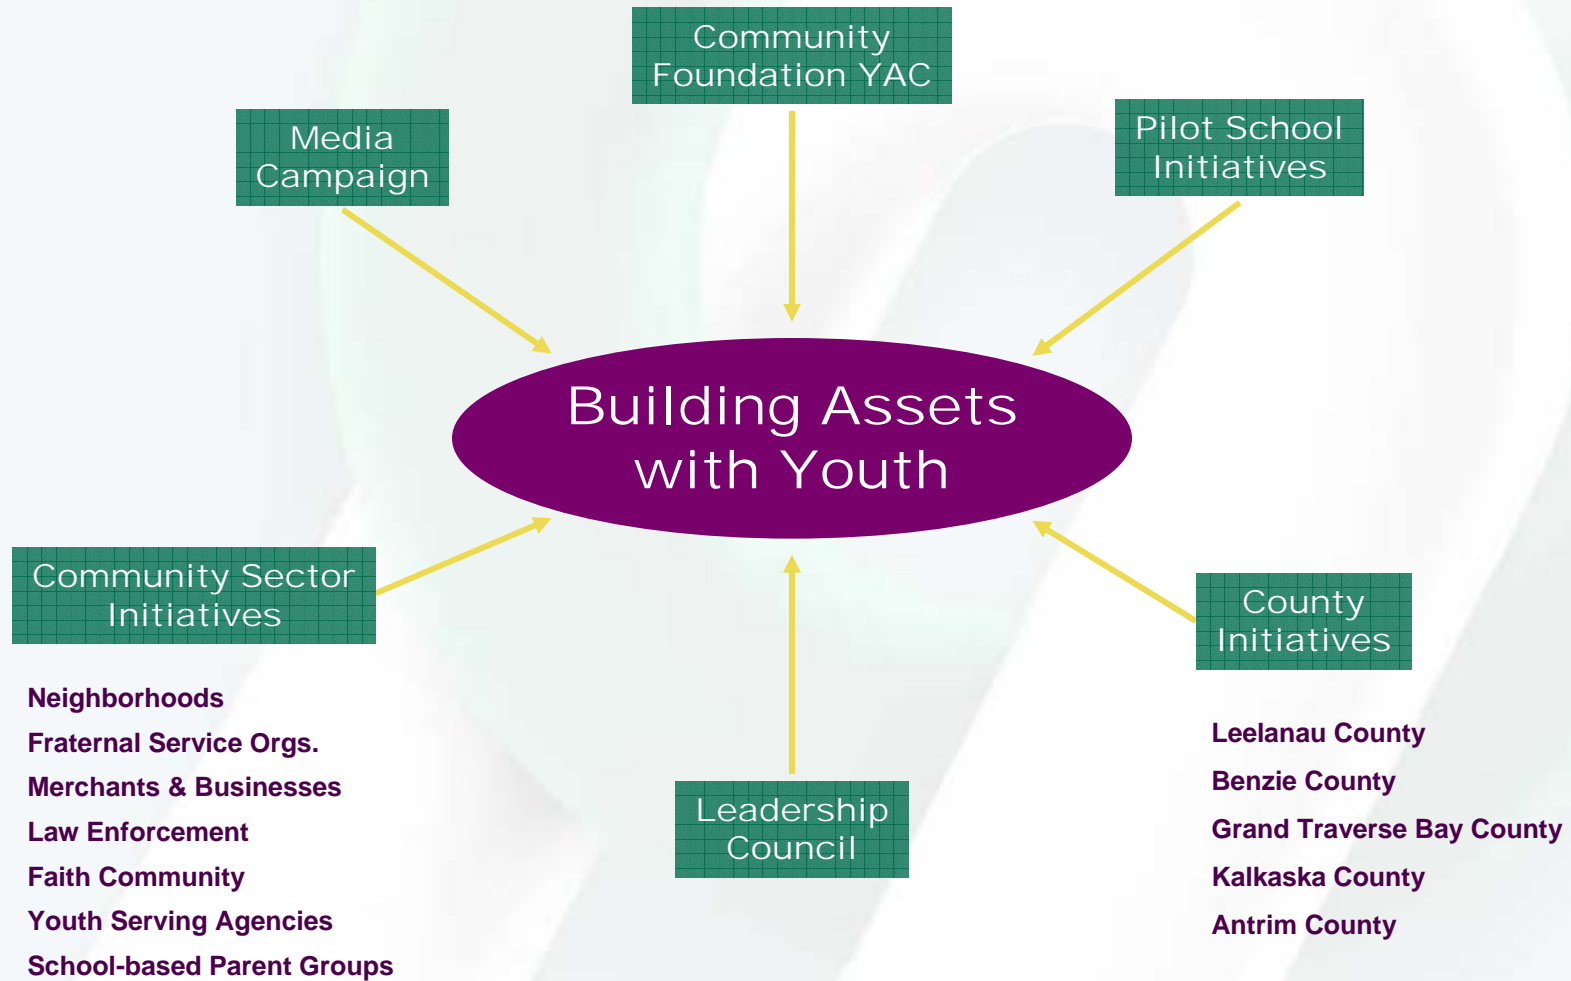 Community
Foundation YAC
Media
Campaign
Pilot School
Initiatives
Building Assets
with Youth
Community Sector
Initiatives
Neighborhoods
Fraternal Service Orgs.
Merchants & Businesses
Law Enforcement
Faith Community
Youth Serving Agencies
School-based Parent Groups
Leadership
Council
County
Initiatives
Leelanau County
Benzie County
Grand Traverse Bay County
Kalkaska County
Antrim County